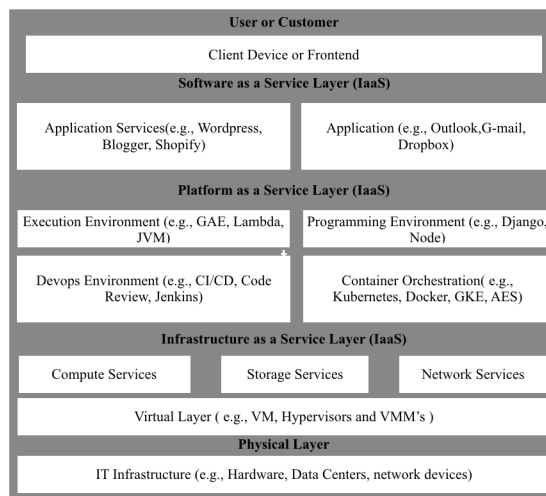 User or Customer
Client Device or Frontend
Software as a Service Layer (IaaS)
Application Services(e.g., Wordpress,
Blogger, Shopify)
Application (e.g., Outlook,G-mail,
Dropbox)
Platform as a Service Layer (IaaS)
Execution Environment (e.g., GAE, Lambda,
JVM)
Programming Environment (e.g., Django,
Node)
Devops Environment (e.g., CI/CD, Code
Review, Jenkins)
Container Orchestration( e.g.,
Kubernetes, Docker, GKE, AES)
Infrastructure as a Service Layer (IaaS)
Compute Services
Storage Services
Network Services
Virtual Layer ( e.g., VM, Hypervisors and VMM's )
Physical Layer
IT Infrastructure (e.g., Hardware, Data Centers, network devices)